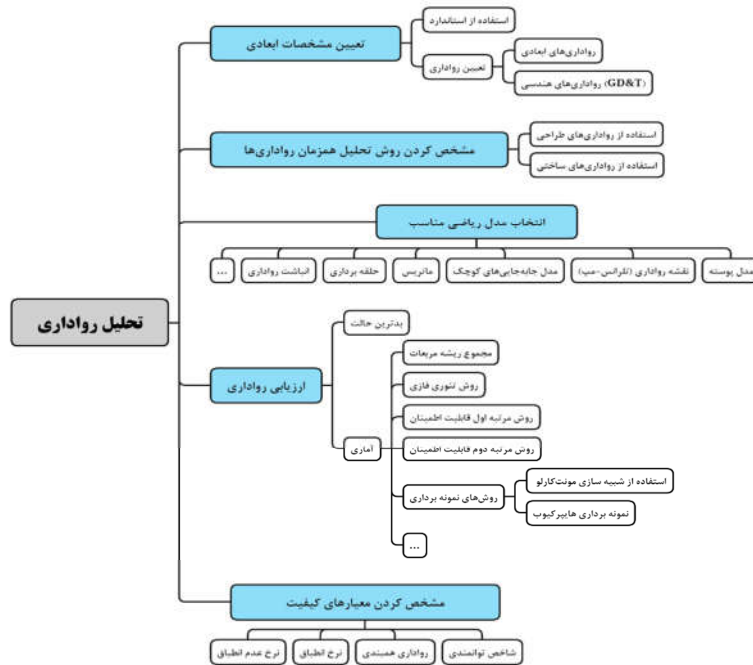 تحلیل رواداری
تعیین مشخصات ابعادی
استفاده از استاندارد
تعیین رواداری
رواداری‌های ابعادی
رواداری‌های هندسی (GD&T)
مشخص کردن روش تحلیل همزمان رواداری‌ها
استفاده از رواداری‌های طراحی
استفاده از رواداری‌های ساختی
انتخاب مدل ریاضی مناسب
مدل پوسته
نقشه رواداری (تلرانس-مپ)
مدل جابه‌جایی‌های کوچک
ماتریس
حلقه برداری
انباشت رواداری
...
ارزیابی رواداری
بدترین حالت
آماری
مجموع ریشه مربعات
روش تئوری فازی
روش مرتبه اول قابلیت اطمینان
روش مرتبه دوم قابلیت اطمینان
روش‌های نمونه برداری
استفاده از شبیه سازی مونت‌کارلو
نمونه برداری هایپرکیوب
...
مشخص کردن معیارهای کیفیت
شاخص توانمندی
رواداری همبندی
نرخ انطباق
نرخ عدم انطباق